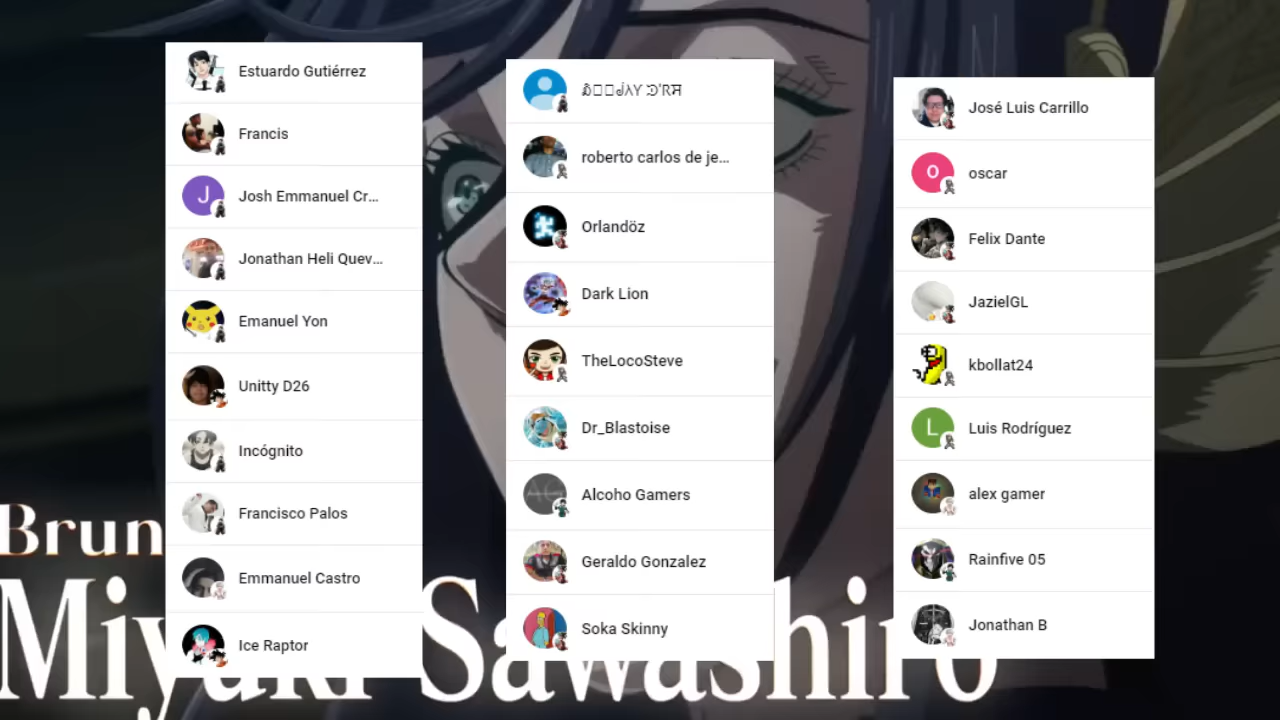 Estuardo Gutiérrez
Francis
Josh Emmanuel Cr...
Jonathan Heli Quev...
Emanuel Yon
Unitty D26
Incógnito
Francisco Palos
Emmanuel Castro
Ice Raptor
roberto carlos de je...
Orlandöz
Dark Lion
TheLocoSteve
Dr_Blastoise
Alcoho Gamers
Geraldo Gonzalez
Soka Skinny
José Luis Carrillo
oscar
Felix Dante
JazielGL
kbollat24
Luis Rodríguez
alex gamer
Rainfive 05
Jonathan B
J
O
L
Brun
Miyuki Sawashiro